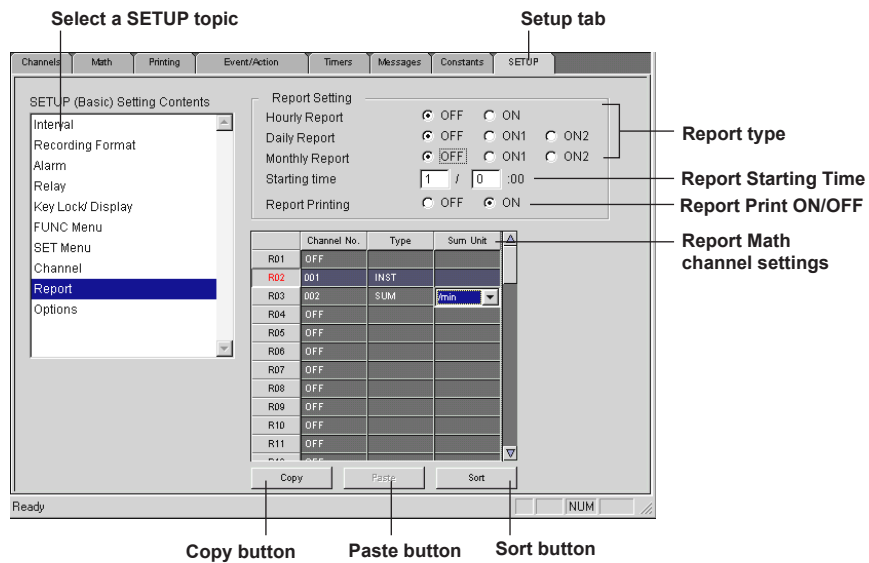 Select a SETUP topic
Setup tab
Channels Math Printing Event/Action Timers Messages Constants SETUP
SETUP (Basic) Setting Contents
Interval
Recording Format
Alarm
Relay
Key Lock/ Display
FUNC Menu
SET Menu
Channel
Report
Options
Report Setting
Hourly Report OFF ON
Daily Report OFF ON1 ON2
Monthly Report OFF ON1 ON2
Starting time 1 / 0 :00
Report Printing OFF ON
Report type
Report Starting Time
Report Print ON/OFF
Report Math
channel settings
Channel No. Type Sum Unit
R01 OFF
R02 001 INST
R03 002 SUM /min
R04 OFF
R05 OFF
R06 OFF
R07 OFF
R08 OFF
R09 OFF
R10 OFF
R11 OFF
Copy Paste Sort
Ready NUM
Copy button
Paste button
Sort button